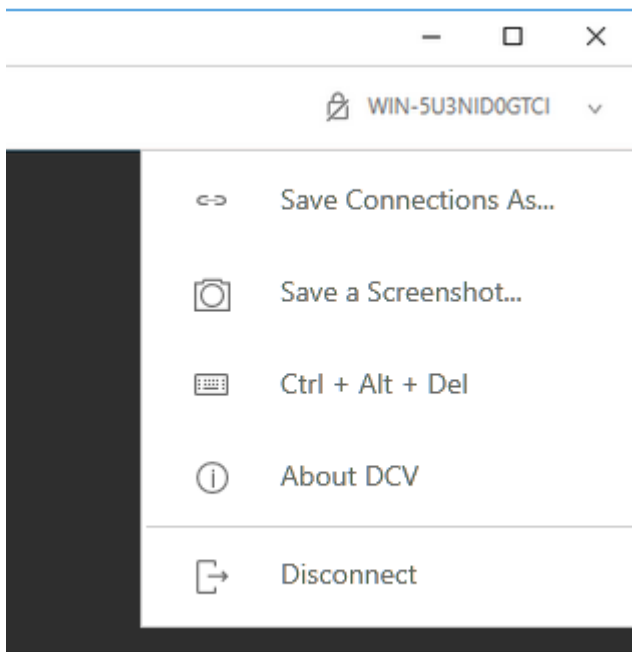 WIN-5U3NID0GTCI
Save Connections As...
Save a Screenshot...
Ctrl + Alt + Del
About DCV
Disconnect